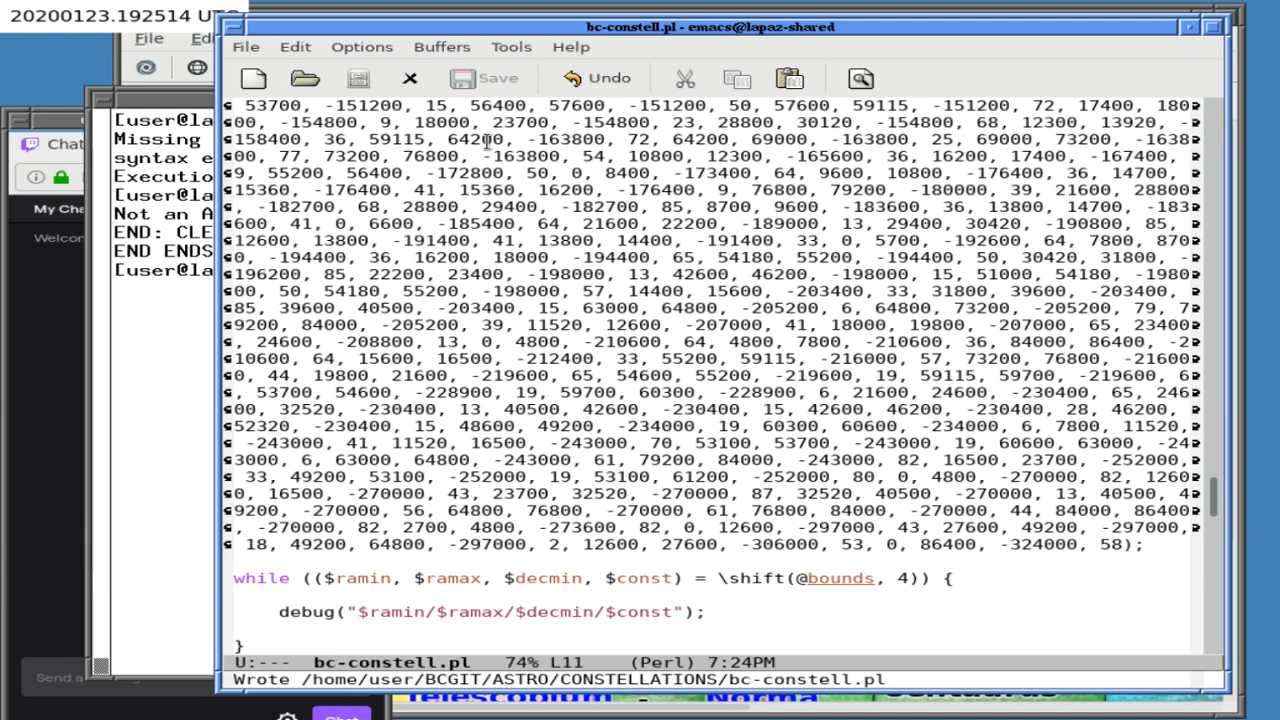 20200123.192514 UTC
bc-constell.pl - emacs@lapaz-shared
File Edit Options Buffers Tools Help
Save Undo
53700, -151200, 15, 56400, 57600, -151200, 50, 57600, 59115, -151200, 72, 17400, 180
00, -154800, 9, 18000, 23700, -154800, 23, 28800, 30120, -154800, 68, 12300, 13920, -
158400, 36, 59115, 64200, -163800, 72, 64200, 69000, -163800, 25, 69000, 73200, -1638
00, 77, 73200, 76800, -163800, 54, 10800, 12300, -165600, 36, 16200, 17400, -167400,
9, 55200, 56400, -172800, 50, 0, 8400, -173400, 64, 9600, 10800, -176400, 36, 14700,
15360, -176400, 41, 15360, 16200, -176400, 9, 76800, 79200, -180000, 39, 21600, 28800
, -182700, 68, 28800, 29400, -182700, 85, 8700, 9600, -183600, 36, 13800, 14700, -183
600, 41, 0, 6600, -185400, 64, 21600, 22200, -189000, 13, 29400, 30420, -190800, 85,
12600, 13800, -191400, 41, 13800, 14400, -191400, 33, 0, 5700, -192600, 64, 7800, 870
0, -194400, 36, 16200, 18000, -194400, 65, 54180, 55200, -194400, 50, 30420, 31800, -
196200, 85, 22200, 23400, -198000, 13, 42600, 46200, -198000, 15, 51000, 54180, -1980
00, 50, 54180, 55200, -198000, 57, 14400, 15600, -203400, 33, 31800, 39600, -203400,
85, 39600, 40500, -203400, 15, 63000, 64800, -205200, 6, 64800, 73200, -205200, 79, 7
9200, 84000, -205200, 39, 11520, 12600, -207000, 41, 18000, 19800, -207000, 65, 23400
, 24600, -208800, 13, 0, 4800, -210600, 64, 4800, 7800, -210600, 36, 84000, 86400, -2
10600, 64, 15600, 16500, -212400, 33, 55200, 59115, -216000, 57, 73200, 76800, -21600
0, 44, 19800, 21600, -219600, 65, 54600, 55200, -219600, 19, 59115, 59700, -219600, 6
, 53700, 54600, -228900, 19, 59700, 60300, -228900, 6, 21600, 24600, -230400, 65, 246
00, 32520, -230400, 13, 40500, 42600, -230400, 15, 42600, 46200, -230400, 28, 46200,
52320, -230400, 15, 48600, 49200, -234000, 19, 60300, 60600, -234000, 6, 7800, 11520,
-243000, 41, 11520, 16500, -243000, 70, 53100, 53700, -243000, 19, 60600, 63000, -24
3000, 6, 63000, 64800, -243000, 61, 79200, 84000, -243000, 82, 16500, 23700, -252000,
33, 49200, 53100, -252000, 19, 53100, 61200, -252000, 80, 0, 4800, -270000, 82, 1260
0, 16500, -270000, 43, 23700, 32520, -270000, 87, 32520, 40500, -270000, 13, 40500, 4
9200, -270000, 56, 64800, 76800, -270000, 61, 76800, 84000, -270000, 44, 84000, 86400
, -270000, 82, 2700, 4800, -273600, 82, 0, 12600, -297000, 43, 27600, 49200, -297000,
18, 49200, 64800, -297000, 2, 12600, 27600, -306000, 53, 0, 86400, -324000, 58);
while (($ramin, $ramax, $decmin, $const) = \shift(@bounds, 4)) {
debug("$ramin/$ramax/$decmin/$const");
}
U:--- bc-constell.pl 74% L11 (Perl) 7:24PM
Wrote /home/user/BCGIT/ASTRO/CONSTELLATIONS/bc-constell.pl
File
[user@la
Missing
syntax e
Executio
[user@la
Not an A
END: CLE
END ENDS
[user@la
Chat
My Cha
Welcon
Send a
Chat
Telescopium Norma